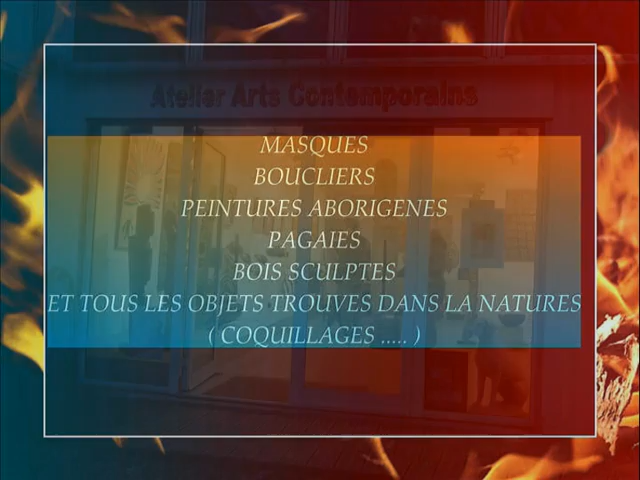 Atelier Arts Contemporains
MASQUES
BOUCLIERS
PEINTURES ABORIGENES
PAGAIES
BOIS SCULPTES
ET TOUS LES OBJETS TROUVES DANS LA NATURES
( COQUILLAGES ..... )